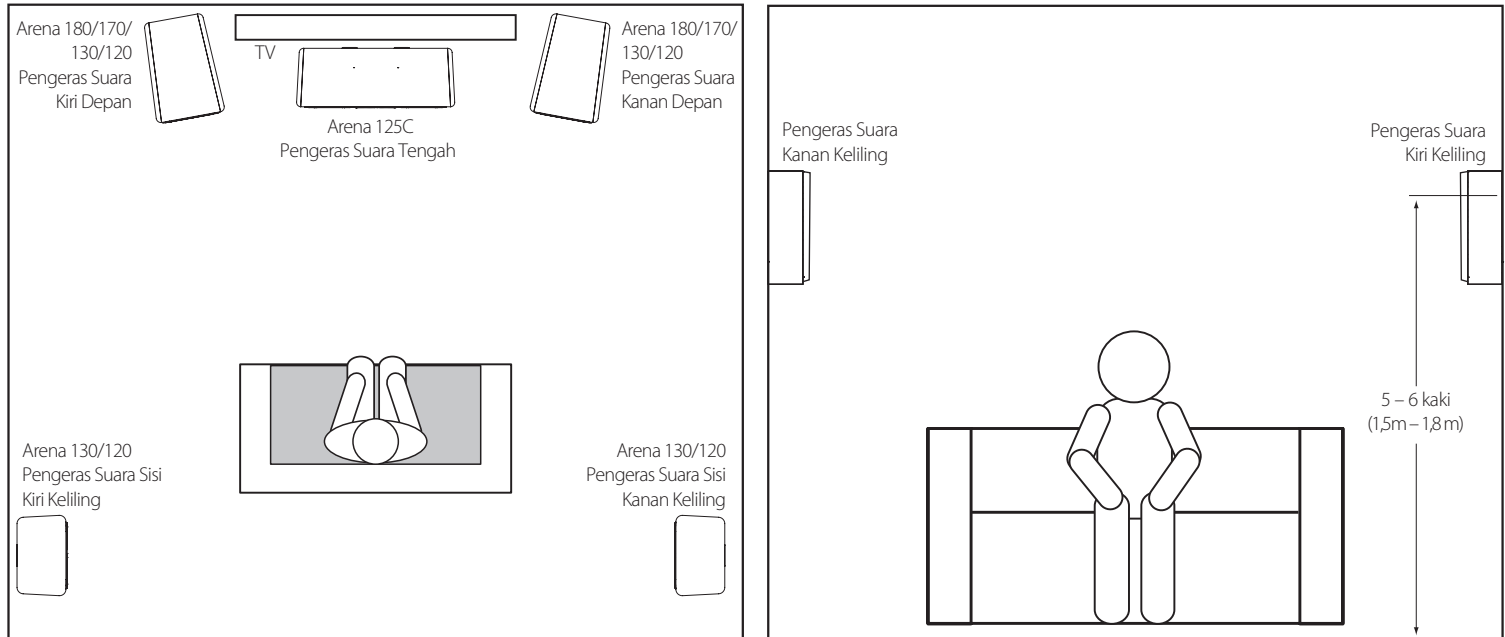 Arena 180/170/
130/120
Pengeras Suara
Kiri Depan
TV
Arena 125C
Pengeras Suara Tengah
Arena 180/170/
130/120
Pengeras Suara
Kanan Depan
Arena 130/120
Pengeras Suara Sisi
Kiri Keliling
Arena 130/120
Pengeras Suara Sisi
Kanan Keliling
Pengeras Suara
Kanan Keliling
Pengeras Suara
Kiri Keliling
5 – 6 kaki
(1,5m – 1,8 m)